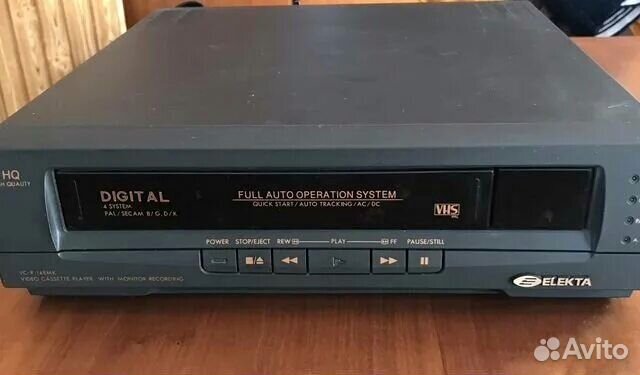 HQ
H QUALITY
DIGITAL
4 SYSTEM
PAL/SECAM B/G, D/K
FULL AUTO OPERATION SYSTEM
QUICK START/AUTO TRACKING/AC/DC
VHS
POWER STOP/EJECT REW PLAY FF PAUSE/STILL
VIDEO CASSETTE PLAYER WITH MONITOR RECORDING
ELEKTA
Avito